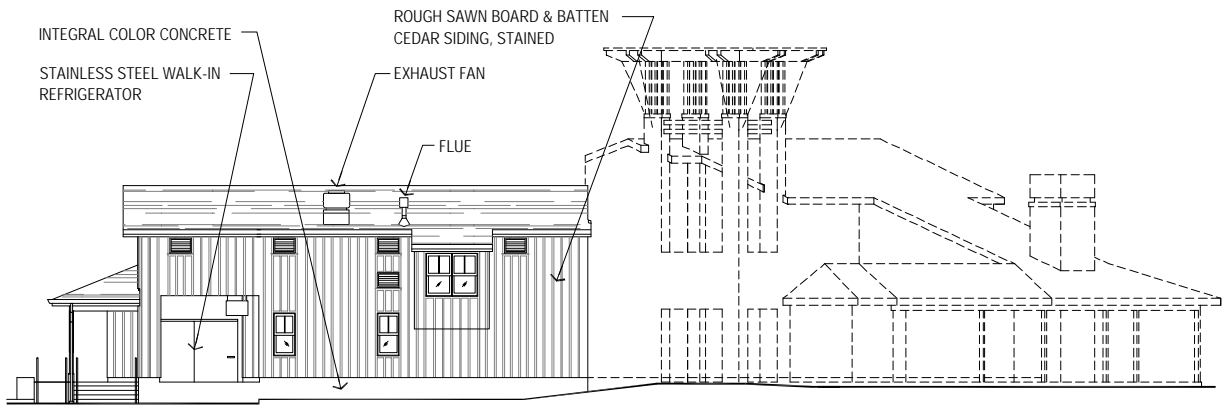 ROUGH SAWN BOARD & BATTEN
CEDAR SIDING, STAINED
INTEGRAL COLOR CONCRETE
STAINLESS STEEL WALK-IN
REFRIGERATOR
EXHAUST FAN
FLUE